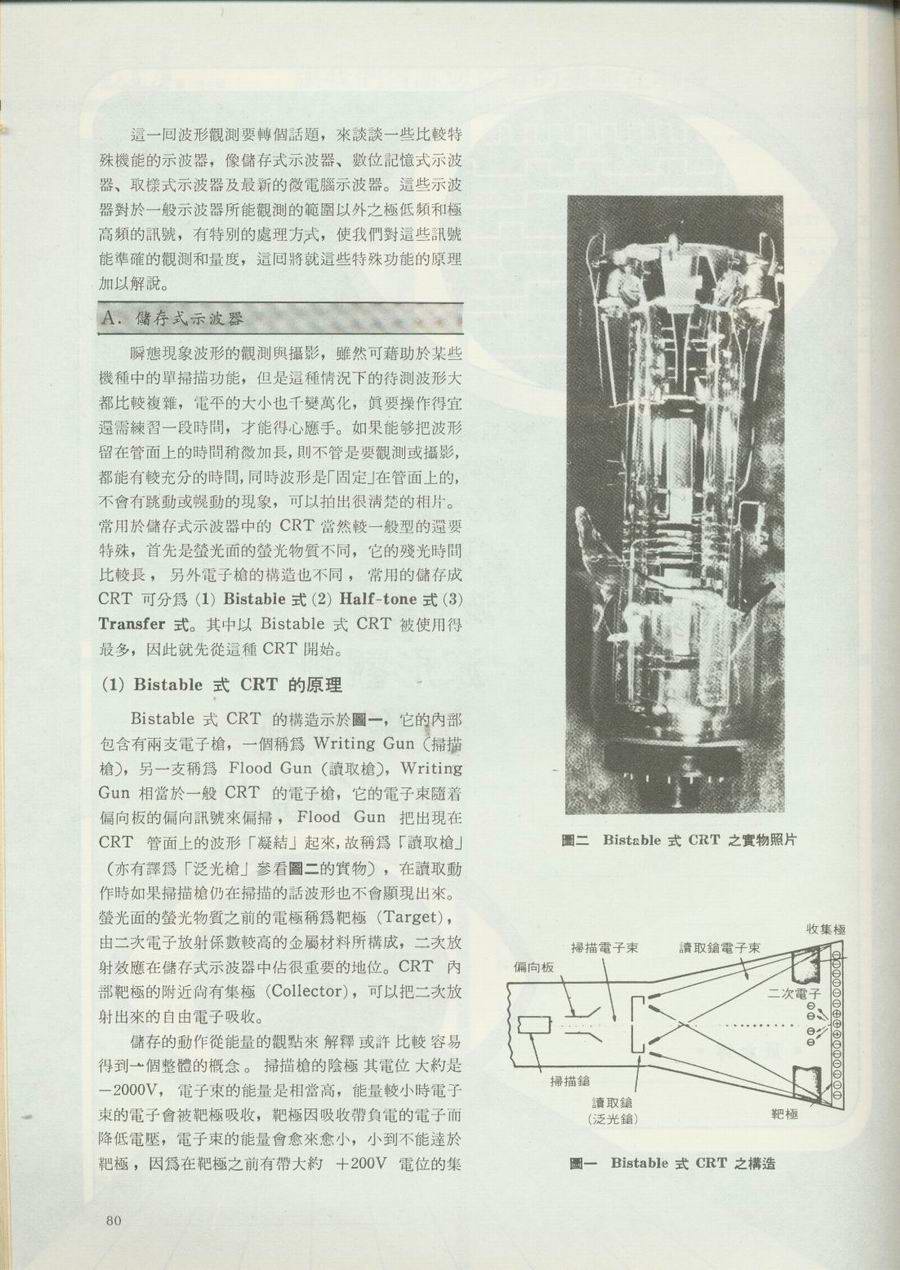 這一回波形觀測要轉個話題，來談談一些比較特
殊機能的示波器，像儲存式示波器、數位記憶式示波
器、取樣式示波器及最新的微電腦示波器。這些示波
器對於一般示波器所能觀測的範圍以外之極低頻和極
高頻的訊號，有特別的處理方式，使我們對這些訊號
能準確的觀測和量度，這回將就這些特殊功能的原理
加以解說。
A. 儲存式示波器
瞬態現象波形的觀測與攝影，雖然可藉助於某些
機種中的單掃描功能，但是這種情況下的待測波形大
都比較複雜，電平的大小也千變萬化，眞要操作得宜
還需練習一段時間，才能得心應手。如果能够把波形
留在管面上的時間稍微加長，則不管是要觀測或攝影，
都能有較充分的時間，同時波形是「固定」在管面上的，
不會有跳動或幌動的現象，可以拍出很清楚的相片。
常用於儲存式示波器中的 CRT 當然較一般型的還要
特殊，首先是螢光面的螢光物質不同，它的殘光時間
比較長，另外電子槍的構造也不同，常用的儲存成
CRT 可分爲 (1) Bistable 式 (2) Half-tone 式 (3)
Transfer 式。其中以 Bistable 式 CRT 被使用得
最多，因此就先從這種 CRT 開始。
(1) Bistable 式 CRT 的原理
Bistable 式 CRT 的構造示於圖一，它的內部
包含有兩支電子槍，一個稱爲 Writing Gun（掃描
槍），另一支稱爲 Flood Gun（讀取槍），Writing
Gun 相當於一般 CRT 的電子槍，它的電子束隨着
偏向板的偏向訊號來偏掃，Flood Gun 把出現在
CRT 管面上的波形「凝結」起來，故稱爲「讀取槍」
（亦有譯爲「泛光槍」參看圖二的實物），在讀取動
作時如果掃描槍仍在掃描的話波形也不會顯現出來。
螢光面的螢光物質之前的電極稱爲靶極（Target），
由二次電子放射係數較高的金屬材料所構成，二次放
射效應在儲存式示波器中佔很重要的地位。CRT 內
部靶極的附近尙有集極（Collector），可以把二次放
射出來的自由電子吸收。
儲存的動作從能量的觀點來解釋或許比較容易
得到一個整體的概念。掃描槍的陰極其電位大約是
－2000V，電子束的能量是相當高，能量較小時電子
束的電子會被靶極吸收，靶極因吸收帶負電的電子而
降低電壓，電子束的能量會愈來愈小，小到不能達於
靶極，因爲在靶極之前有帶大約 ＋200V 電位的集
80
圖二 Bistable 式 CRT 之實物照片
收集極
掃描電子束
讀取鎗電子束
偏向板
二次電子
掃描鎗
讀取鎗
（泛光鎗）
靶極
圖一 Bistable 式 CRT 之構造